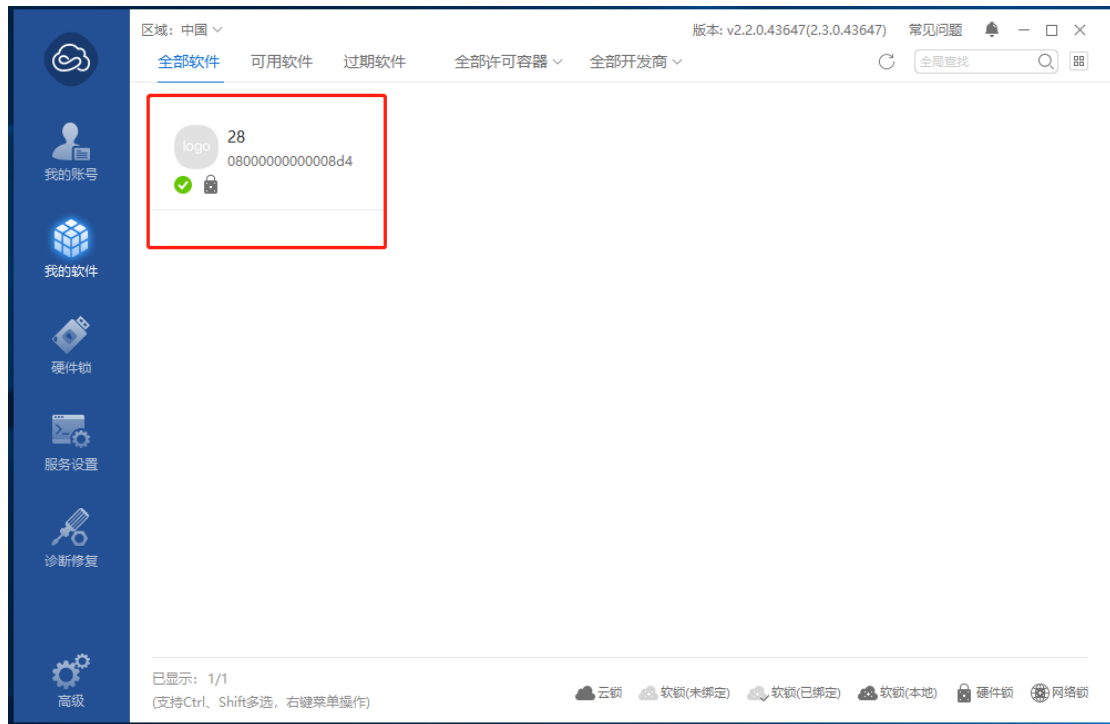 区域: 中国
版本: v2.2.0.43647(2.3.0.43647)
常见问题
全部软件
可用软件
过期软件
全部许可容器
全部开发商
全局查找
logo
28
08000000000008d4
我的账号
我的软件
硬件锁
服务设置
诊断修复
高级
已显示: 1/1
(支持Ctrl、Shift多选，右键菜单操作)
云锁
软锁(未绑定)
软锁(已绑定)
软锁(本地)
硬件锁
网络锁